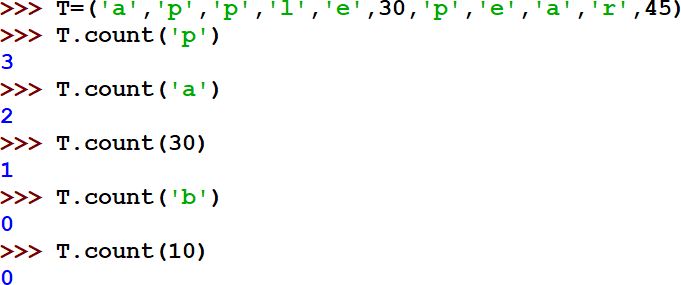 >>> T=('a','p','p','l','e',30,'p','e','a','r',45)
>>> T.count('p')
3
>>> T.count('a')
2
>>> T.count(30)
1
>>> T.count('b')
0
>>> T.count(10)
0